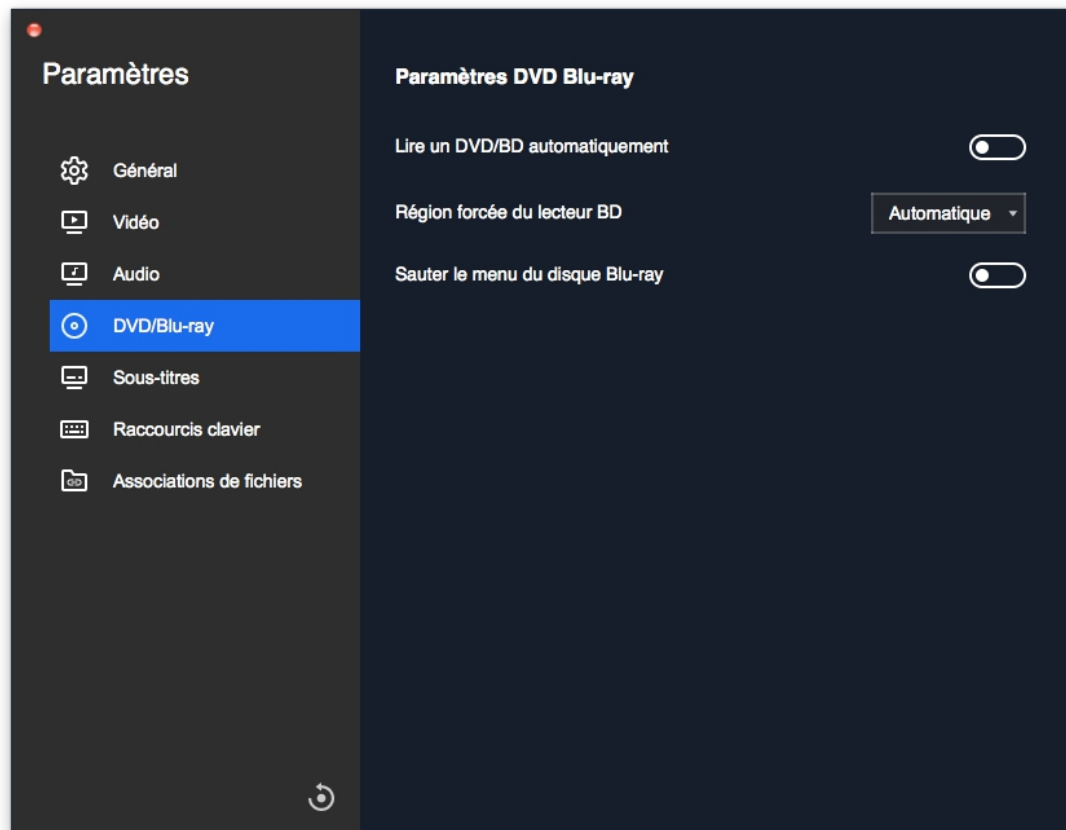 Paramètres
Général
Vidéo
Audio
DVD/Blu-ray
Sous-titres
Raccourcis clavier
Associations de fichiers
Paramètres DVD Blu-ray
Lire un DVD/BD automatiquement
Région forcée du lecteur BD
Automatique
Sauter le menu du disque Blu-ray